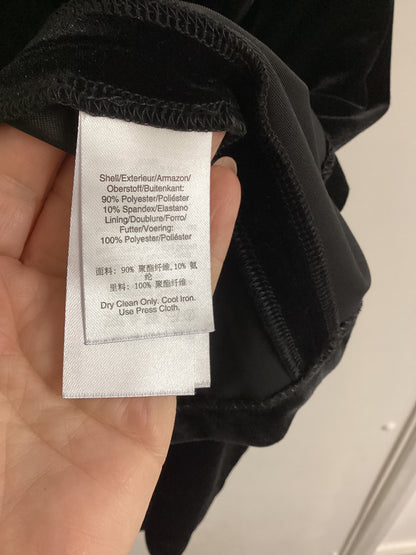 Shell/Exterieur/Armazon/
Oberstoff/Buitenkant:
90% Polyester/Poliéster
10% Spandex/Elastano
Lining/Doublure/Forro/
Futter/Voering:
100% Polyester/Poliéster
面料: 90% 聚酯纤维, 10% 氨
纶
里料: 100% 聚酯纤维
Dry Clean Only. Cool Iron.
Use Press Cloth.